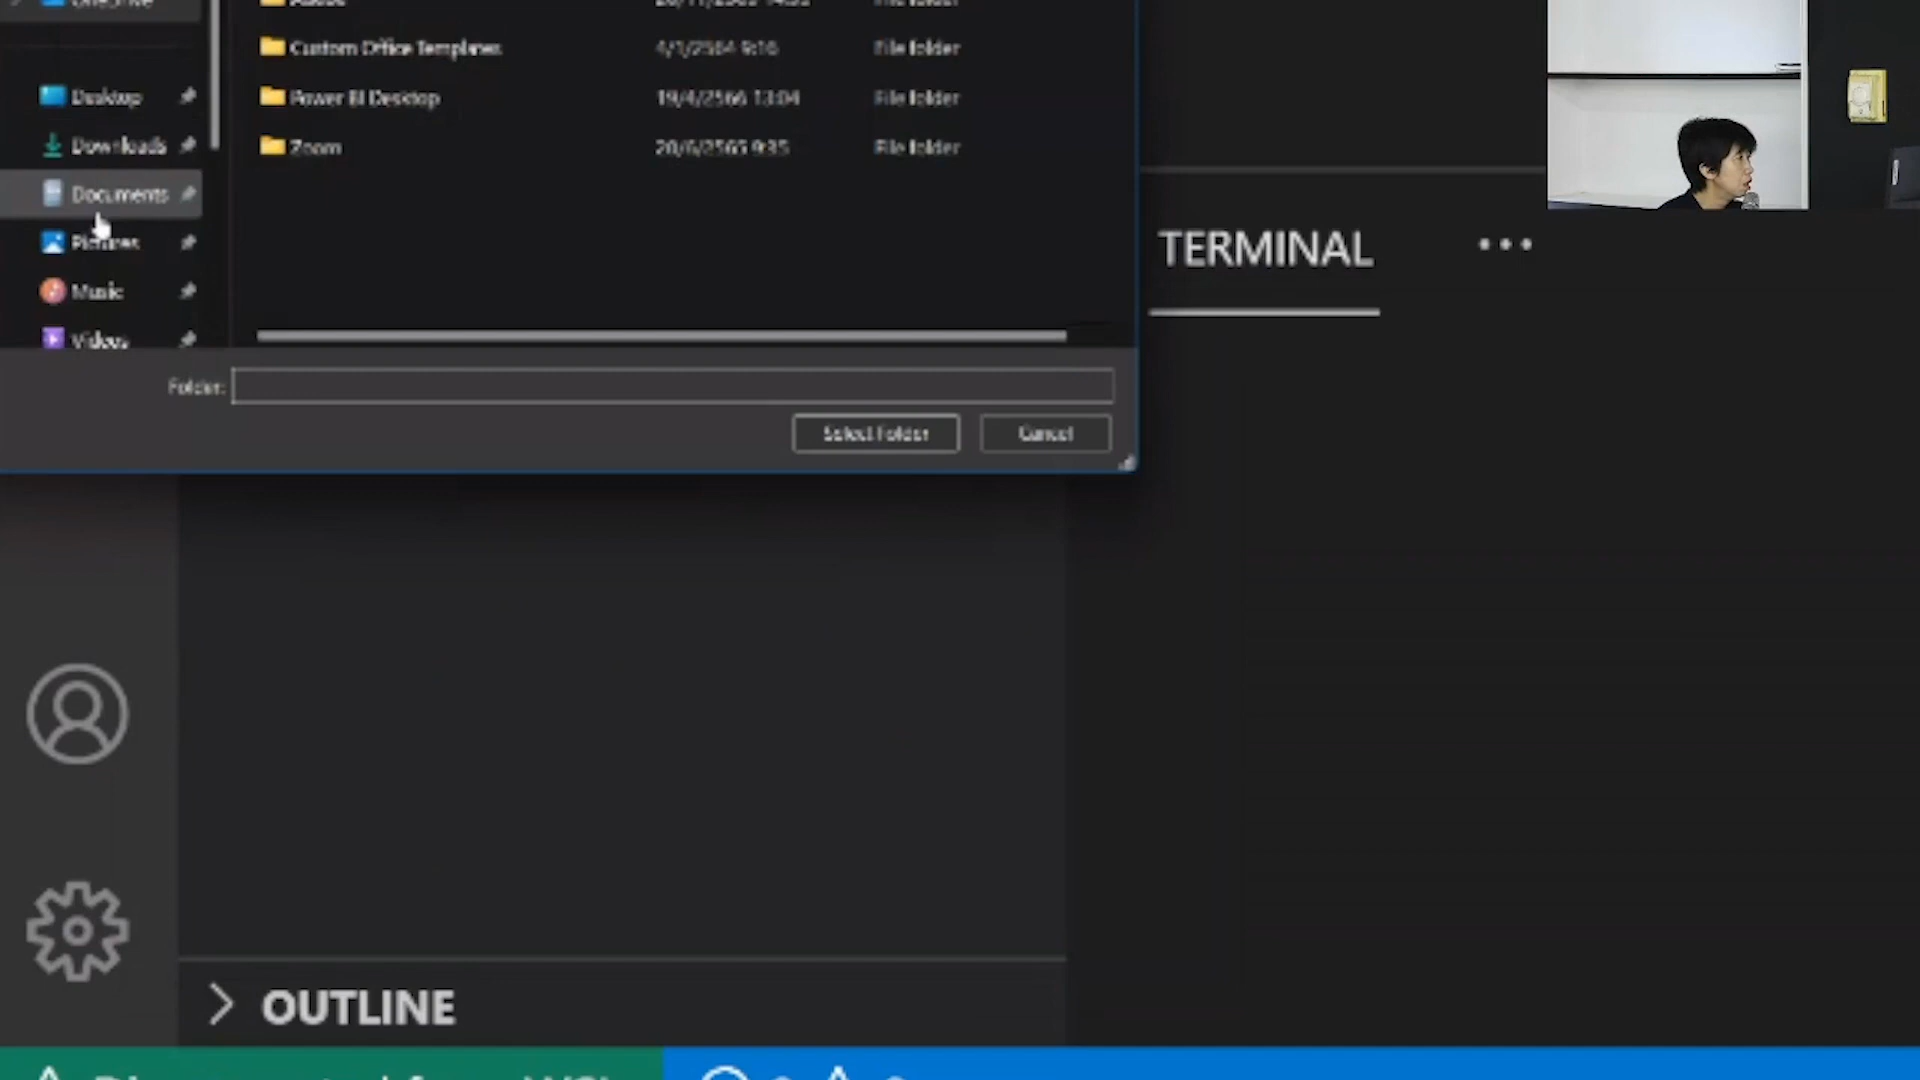 OneDrive
Custom Office Templates 4/1/2564 9:16 File folder
Desktop
Power BI Desktop 19/4/2566 13:04 File folder
Downloads
Zoom 20/6/2565 9:35 File folder
Documents
Pictures
Music
Videos
Folder:
Select Folder Cancel
TERMINAL
OUTLINE